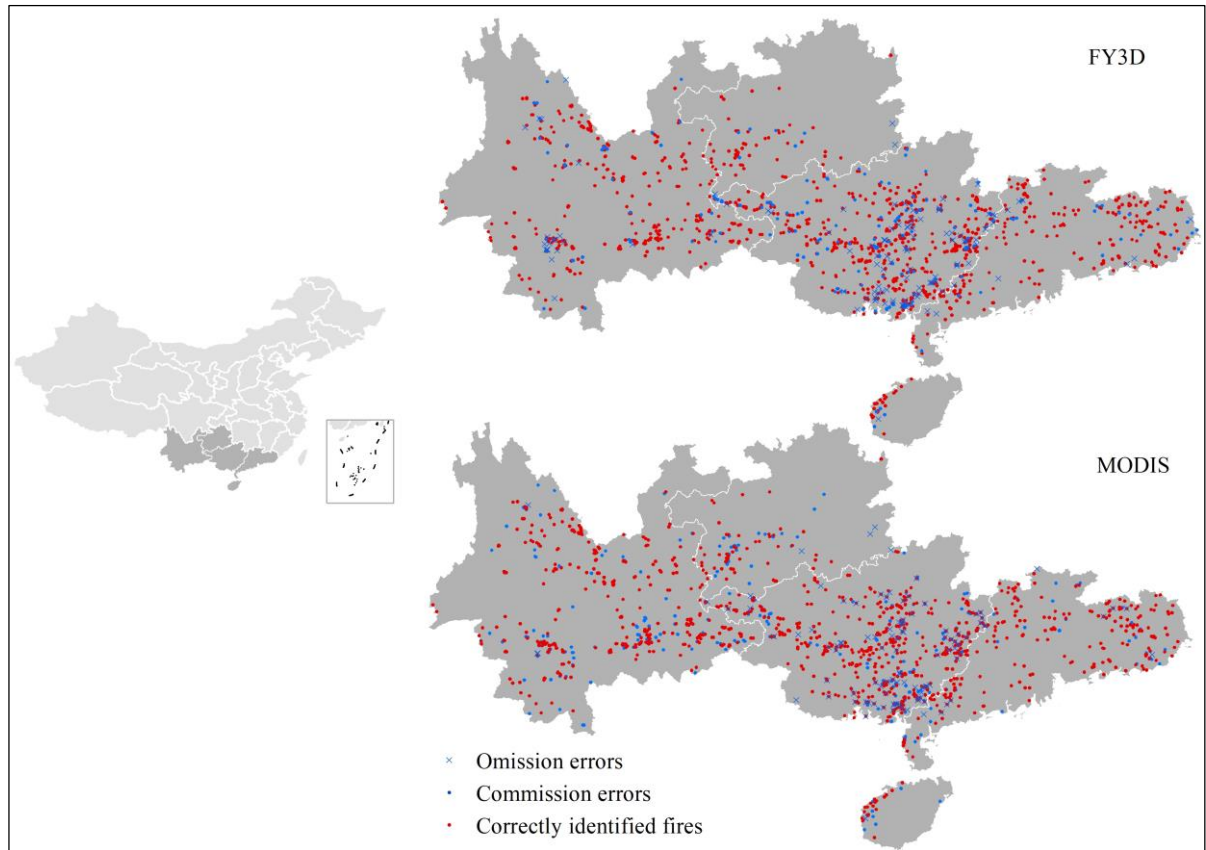 FY3D
MODIS
Omission errors
Commission errors
Correctly identified fires